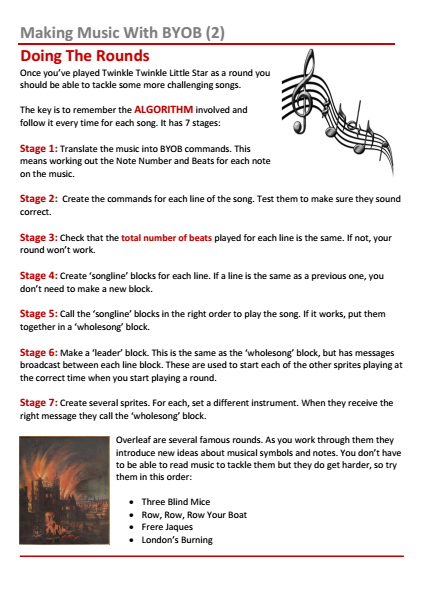 Making Music With BYOB (2)
Doing The Rounds
Once you've played Twinkle Twinkle Little Star as a round you
should be able to tackle some more challenging songs.
The key is to remember the ALGORITHM involved and
follow it every time for each song. It has 7 stages:
Stage 1: Translate the music into BYOB commands. This
means working out the Note Number and Beats for each note
on the music.
Stage 2: Create the commands for each line of the song. Test them to make sure they sound
correct.
Stage 3: Check that the total number of beats played for each line is the same. If not, your
round won't work.
Stage 4: Create 'songline' blocks for each line. If a line is the same as a previous one, you
don't need to make a new block.
Stage 5: Call the 'songline' blocks in the right order to play the song. If it works, put them
together in a 'wholesong' block.
Stage 6: Make a 'leader' block. This is the same as the 'wholesong' block, but has messages
broadcast between each line block. These are used to start each of the other sprites playing at
the correct time when you start playing a round.
Stage 7: Create several sprites. For each, set a different instrument. When they receive the
right message they call the 'wholesong' block.
Overleaf are several famous rounds. As you work through them they
introduce new ideas about musical symbols and notes. You don't have
to be able to read music to tackle them but they do get harder, so try
them in this order:
• Three Blind Mice
• Row, Row, Row Your Boat
• Frere Jaques
• London's Burning